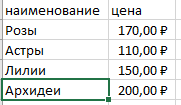 наименование цена
Розы 170,00 ₽
Астры 110,00 ₽
Лилии 150,00 ₽
Архидеи 200,00 ₽